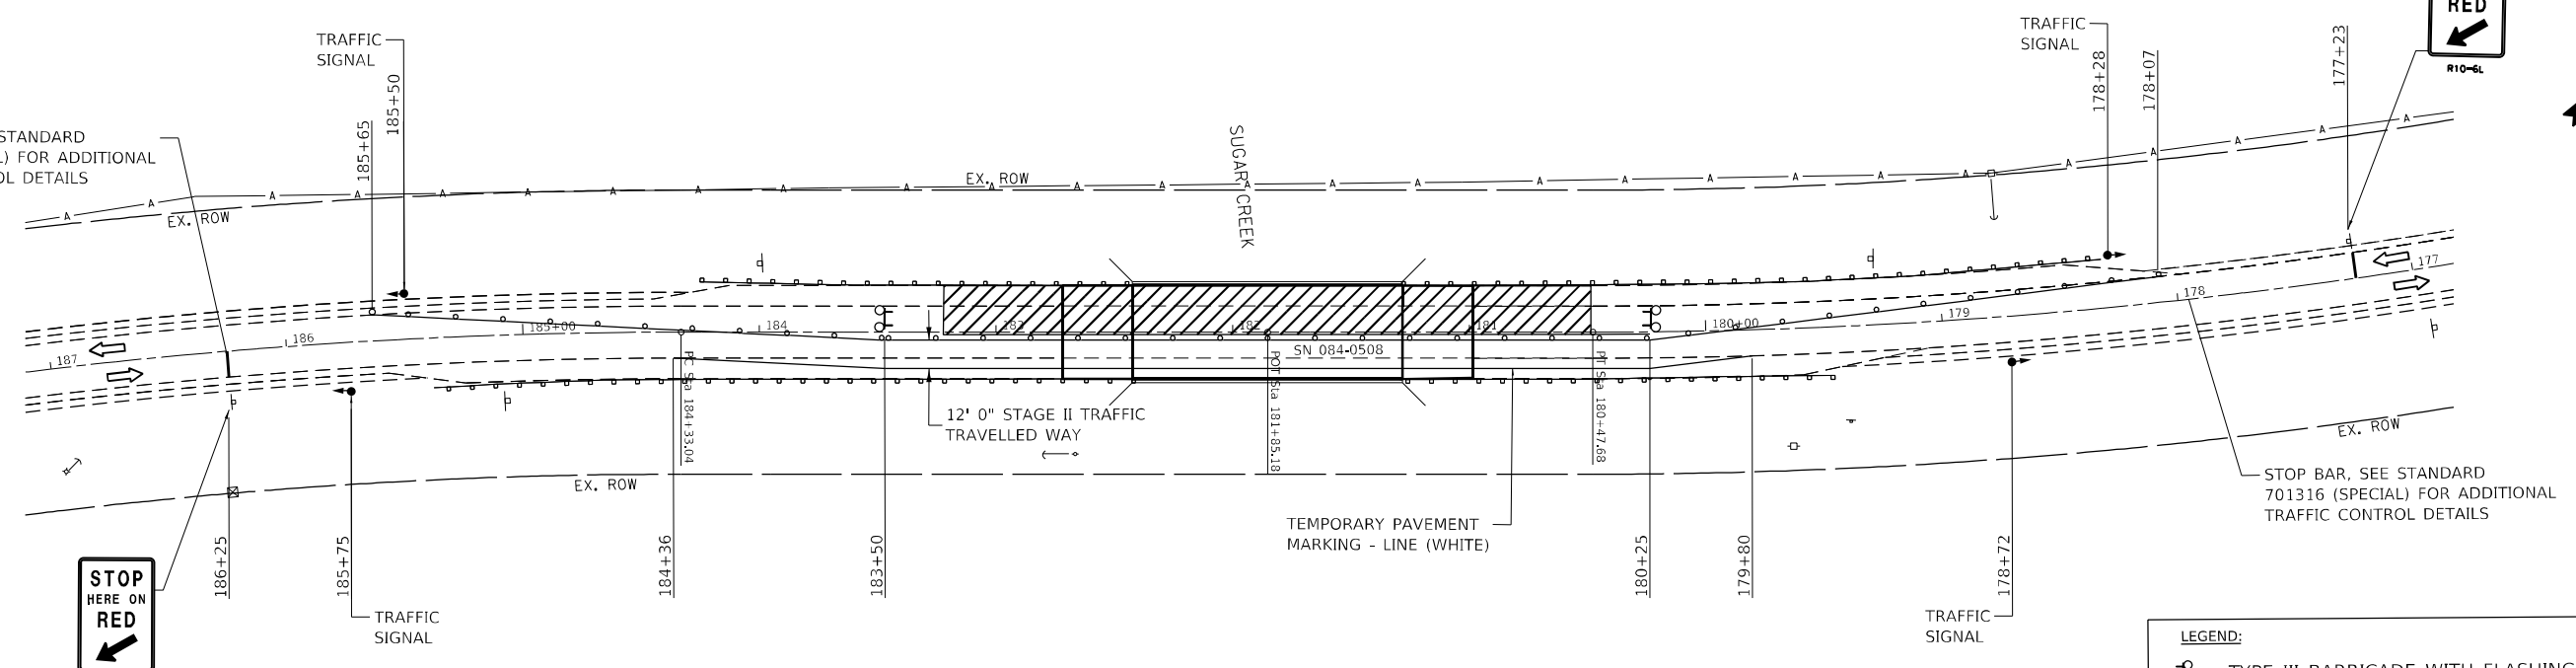 RED
R10-6L
TRAFFIC
SIGNAL
185+50
185+65
TRAFFIC
SIGNAL
178+28
178+07
177+23
STANDARD
L) FOR ADDITIONAL
OL DETAILS
SUGAR CREEK
A A A A A A A A A A A A A A A A A A A A A A A A A A
EX. ROW
EX. ROW
187
186
185+00
184
183
182
181
180+00
179
178
177
SN 084-0508
PC Sta 184+33.04
POT Sta 181+85.18
PT Sta 180+47.68
12' 0" STAGE II TRAFFIC
TRAVELLED WAY
EX. ROW
EX. ROW
TEMPORARY PAVEMENT
MARKING - LINE (WHITE)
STOP BAR, SEE STANDARD
701316 (SPECIAL) FOR ADDITIONAL
TRAFFIC CONTROL DETAILS
186+25
185+75
184+36
183+50
180+25
179+80
178+72
STOP
HERE ON
RED
TRAFFIC
SIGNAL
TRAFFIC
SIGNAL
LEGEND:
TYPE III BARRICADE WITH FLASHING